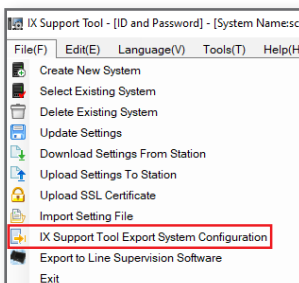 IX Support Tool - [ID and Password] - [System Name:sc
File(F) Edit(E) Language(V) Tools(T) Help(H
Create New System
Select Existing System
Delete Existing System
Update Settings
Download Settings From Station
Upload Settings To Station
Upload SSL Certificate
Import Setting File
IX Support Tool Export System Configuration
Export to Line Supervision Software
Exit